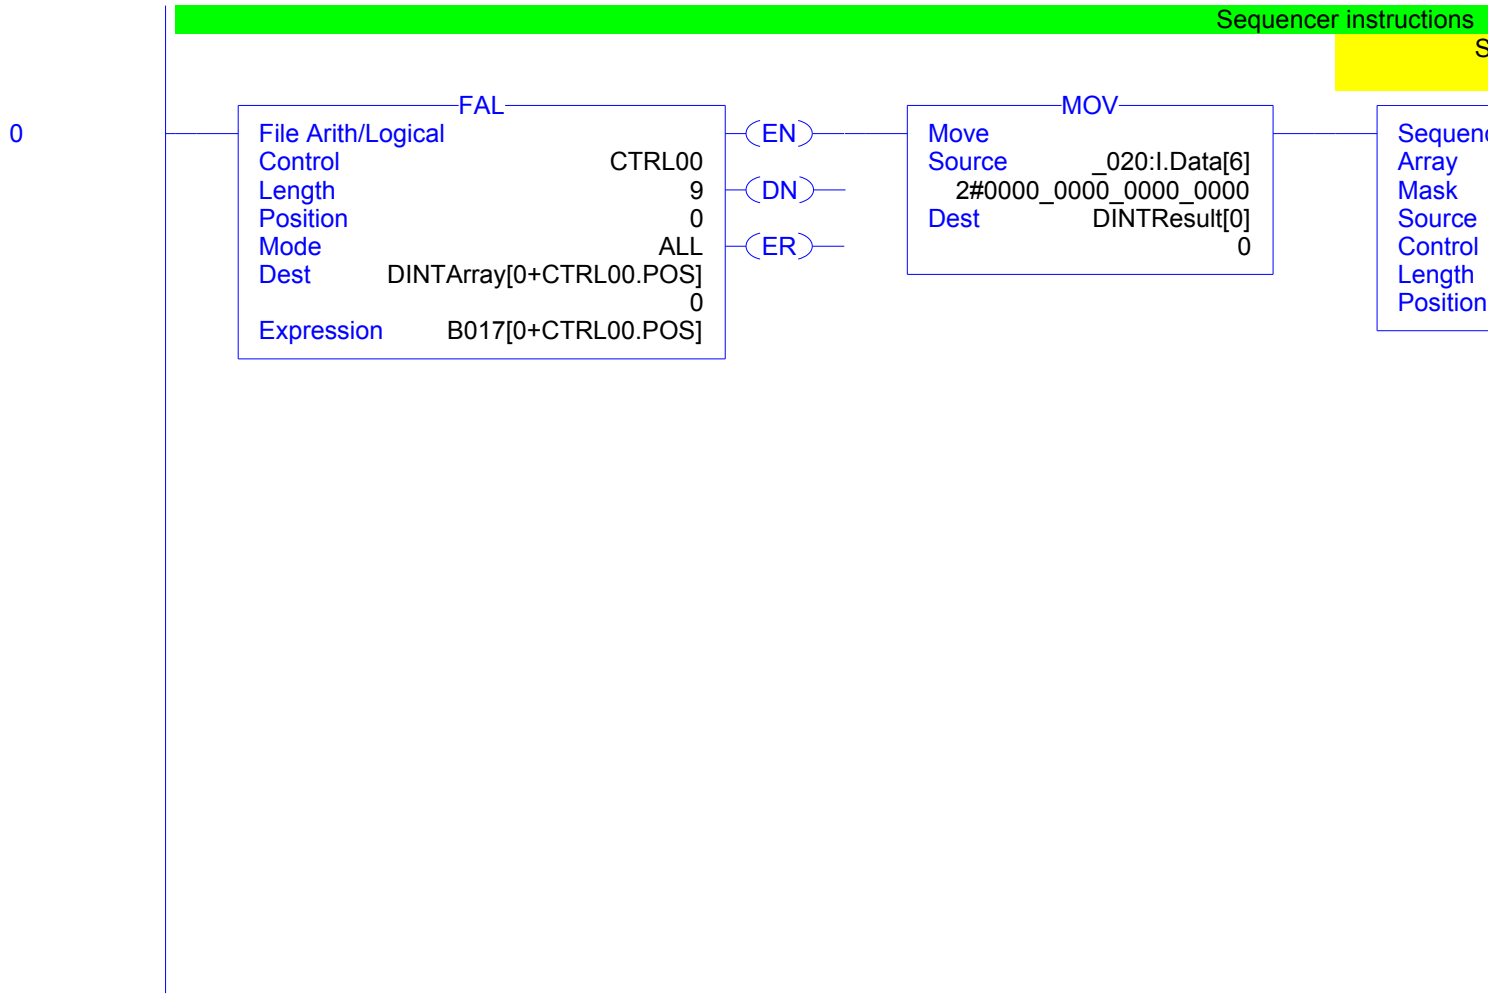 Sequencer instructions
S
0
FAL
File Arith/Logical
Control CTRL00
Length 9
Position 0
Mode ALL
Dest DINTArray[0+CTRL00.POS]
0
Expression B017[0+CTRL00.POS]
EN
DN
ER
MOV
Move
Source _020:I.Data[6]
2#0000_0000_0000_0000
Dest DINTResult[0]
0
Array
Mask
Source
Control
Length
Position